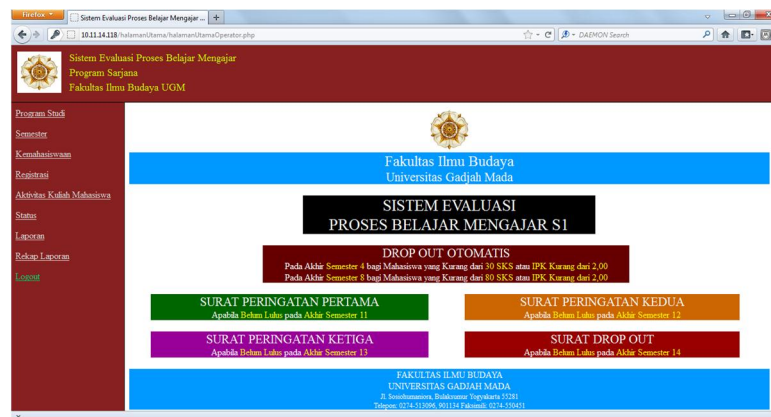 Firefox
Sistem Evaluasi Proses Belajar Mengajar ...
10.11.14.118/halamanUtama/halamanUtamaOperator.php
DAEMON Search
Sistem Evaluasi Proses Belajar Mengajar
Program Sarjana
Fakultas Ilmu Budaya UGM
Program Studi
Semester
Kemahasiswaan
Registrasi
Aktivitas Kuliah Mahasiswa
Status
Laporan
Rekap Laporan
Logout
Fakultas Ilmu Budaya
Universitas Gadjah Mada
SISTEM EVALUASI
PROSES BELAJAR MENGAJAR S1
DROP OUT OTOMATIS
Pada Akhir Semester 4 bagi Mahasiswa yang Kurang dari 30 SKS atau IPK Kurang dari 2,00
Pada Akhir Semester 8 bagi Mahasiswa yang Kurang dari 80 SKS atau IPK Kurang dari 2,00
SURAT PERINGATAN PERTAMA
Apabila Belum Lulus pada Akhir Semester 11
SURAT PERINGATAN KEDUA
Apabila Belum Lulus pada Akhir Semester 12
SURAT PERINGATAN KETIGA
Apabila Belum Lulus pada Akhir Semester 13
SURAT DROP OUT
Apabila Belum Lulus pada Akhir Semester 14
FAKULTAS ILMU BUDAYA
UNIVERSITAS GADJAH MADA
Jl. Sosiohumaniora, Bulaksumur Yogyakarta 55281
Telepon: 0274-513096, 901134 Faksimili: 0274-550451